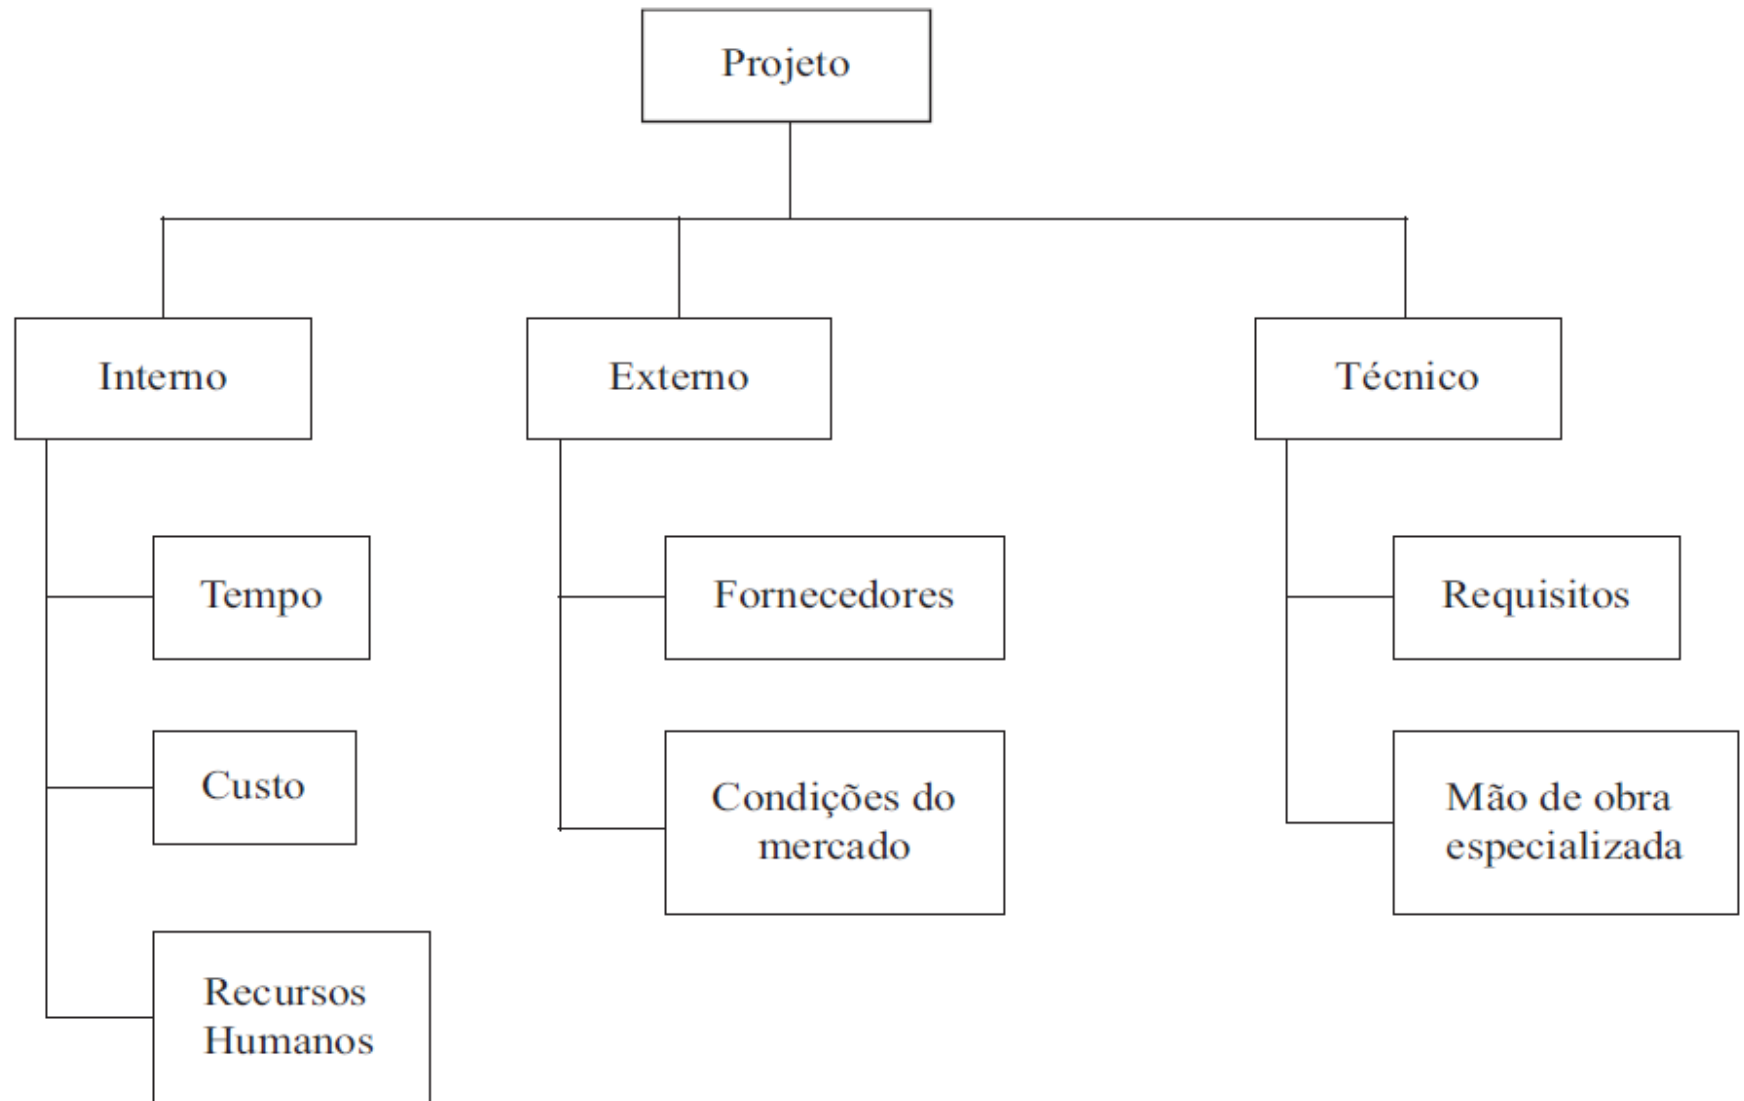 Projeto
Interno
Externo
Técnico
Tempo
Fornecedores
Requisitos
Custo
Condições do
mercado
Mão de obra
especializada
Recursos
Humanos